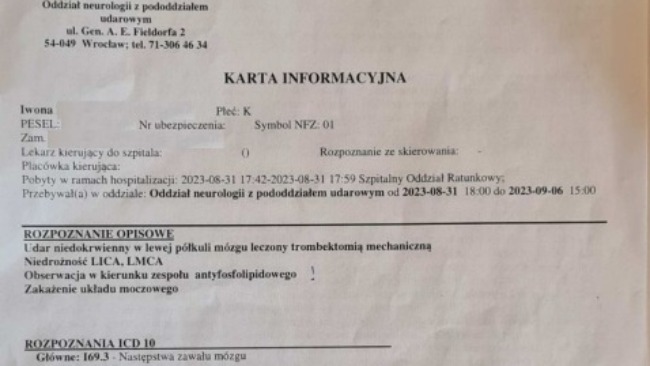 Oddział neurologii z pododdziałem
udarowym
ul. Gen. A. E. Fieldorfa 2
54-049 Wrocław; tel. 71-306 46 34
KARTA INFORMACYJNA
Iwona Płeć: K
PESEL: Nr ubezpieczenia: Symbol NFZ: 01
Zam.
Lekarz kierujący do szpitala: () Rozpoznanie ze skierowania: -
Placówka kierująca:
Pobyty w ramach hospitalizacji: 2023-08-31 17:42-2023-08-31 17:59 Szpitalny Oddział Ratunkowy;
Przebywał(a) w oddziale: Oddział neurologii z pododdziałem udarowym od 2023-08-31 18:00 do 2023-09-06 15:00
ROZPOZNANIE OPISOWE
Udar niedokrwienny w lewej półkuli mózgu leczony trombektomią mechaniczną
Niedrożność LICA, LMCA
Obserwacja w kierunku zespołu antyfosfolipidowego !
Zakażenie układu moczowego
ROZPOZNANIA ICD 10
Główne: I69.3 - Następstwa zawału mózgu